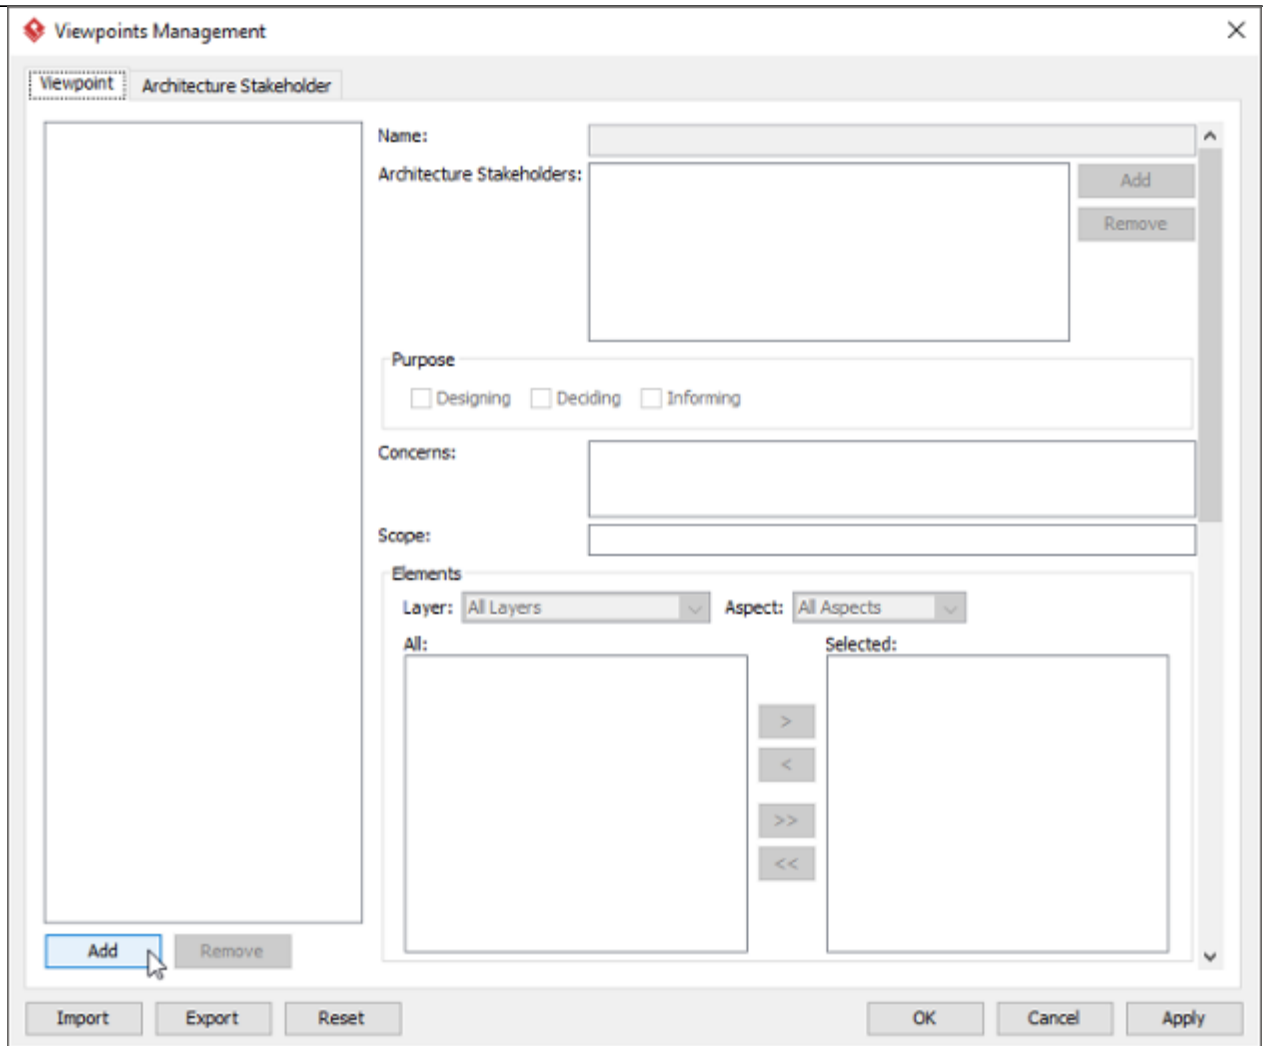 Viewpoints Management
Viewpoint Architecture Stakeholder
Name:
Architecture Stakeholders:
Add
Remove
Purpose
Designing Deciding Informing
Concerns:
Scope:
Elements
Layer: All Layers Aspect: All Aspects
All: Selected:
>
<
>>
<<
Add Remove
Import Export Reset OK Cancel Apply